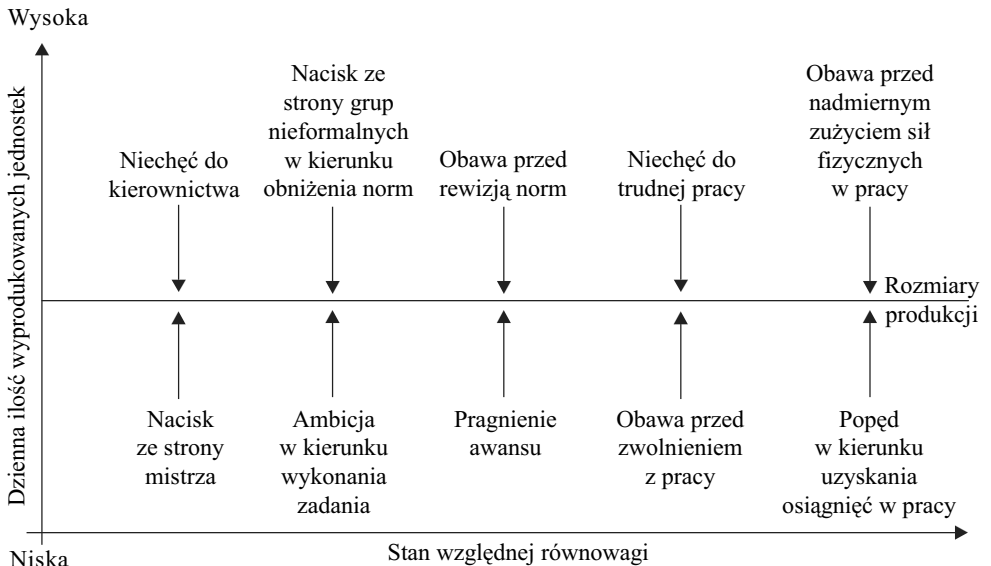 Wysoka
Dzienna ilość wyprodukowanych jednostek
Niechęć do
kierownictwa
Nacisk ze
strony grup
nieformalnych
w kierunku
obniżenia norm
Obawa przed
rewizją norm
Niechęć do
trudnej pracy
Obawa przed
nadmiernym
zużyciem sił
fizycznych
w pracy
Rozmiary
produkcji
Nacisk
ze strony
mistrza
Ambicja
w kierunku
wykonania
zadania
Pragnienie
awansu
Obawa przed
zwolnieniem
z pracy
Popęd
w kierunku
uzyskania
osiągnięć w pracy
Niska
Stan względnej równowagi